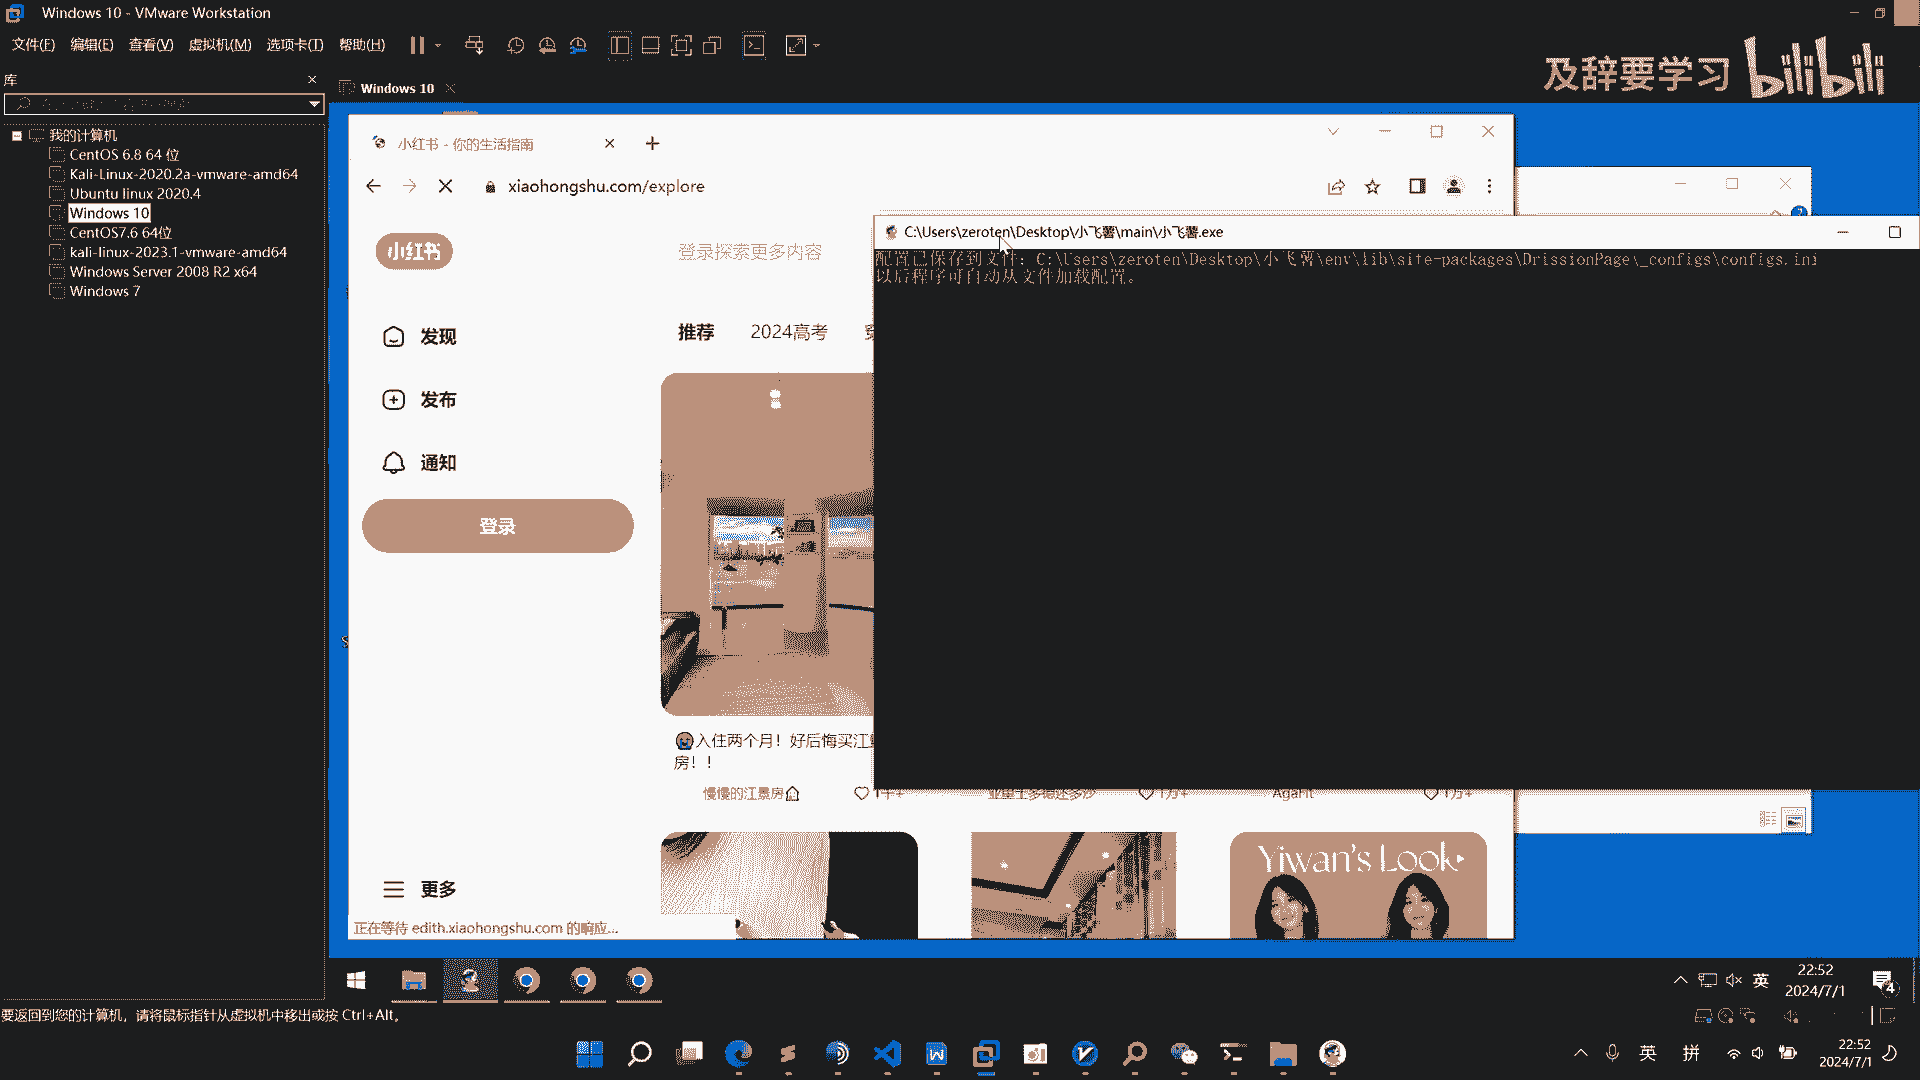 Windows 10 - VMware Workstation
文件(F) 编辑(E) 查看(V) 虚拟机(M) 选项卡(T) 帮助(H)
及辞要学习 bilibili
库
Windows 10
我的计算机
CentOS 6.8 64 位
Kali-Linux-2020.2a-vmware-amd64
Ubuntu linux 2020.4
Windows 10
CentOS7.6 64位
kali-linux-2023.1-vmware-amd64
Windows Server 2008 R2 x64
Windows 7
小红书 - 你的生活指南
xiaohongshu.com/explore
小红书
登录探索更多内容
C:\Users\zeroten\Desktop\小飞薯\main\小飞薯.exe
配置已保存到文件：C:\Users\zeroten\Desktop\小飞薯\env\lib\site-packages\DrissionPage\_configs\configs.ini
以后程序可自动从文件加载配置。
发现
推荐 2024高考
发布
通知
登录
入住两个月！好后悔买江
房！！
慢慢的江景房 1千+ 1万+ Agarit 1万+
Yiwan's Look
更多
正在等待 edith.xiaohongshu.com 的响应...
英 22:52
2024/7/1
4
要返回到您的计算机，请将鼠标指针从虚拟机中移出或按 Ctrl+Alt。
英 拼 22:52
2024/7/1